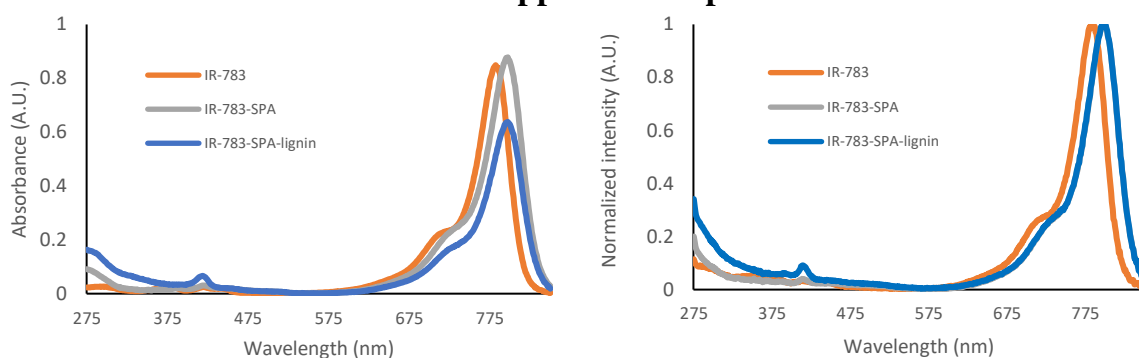 1
0.8
0.6
0.4
0.2
0
Absorbance (A.U.)
IR-783
IR-783-SPA
IR-783-SPA-lignin
275 375 475 575 675 775
Wavelength (nm)
1
0.8
0.6
0.4
0.2
0
Normalized intensity (A.U.)
IR-783
IR-783-SPA
IR-783-SPA-lignin
275 375 475 575 675 775
Wavelength (nm)